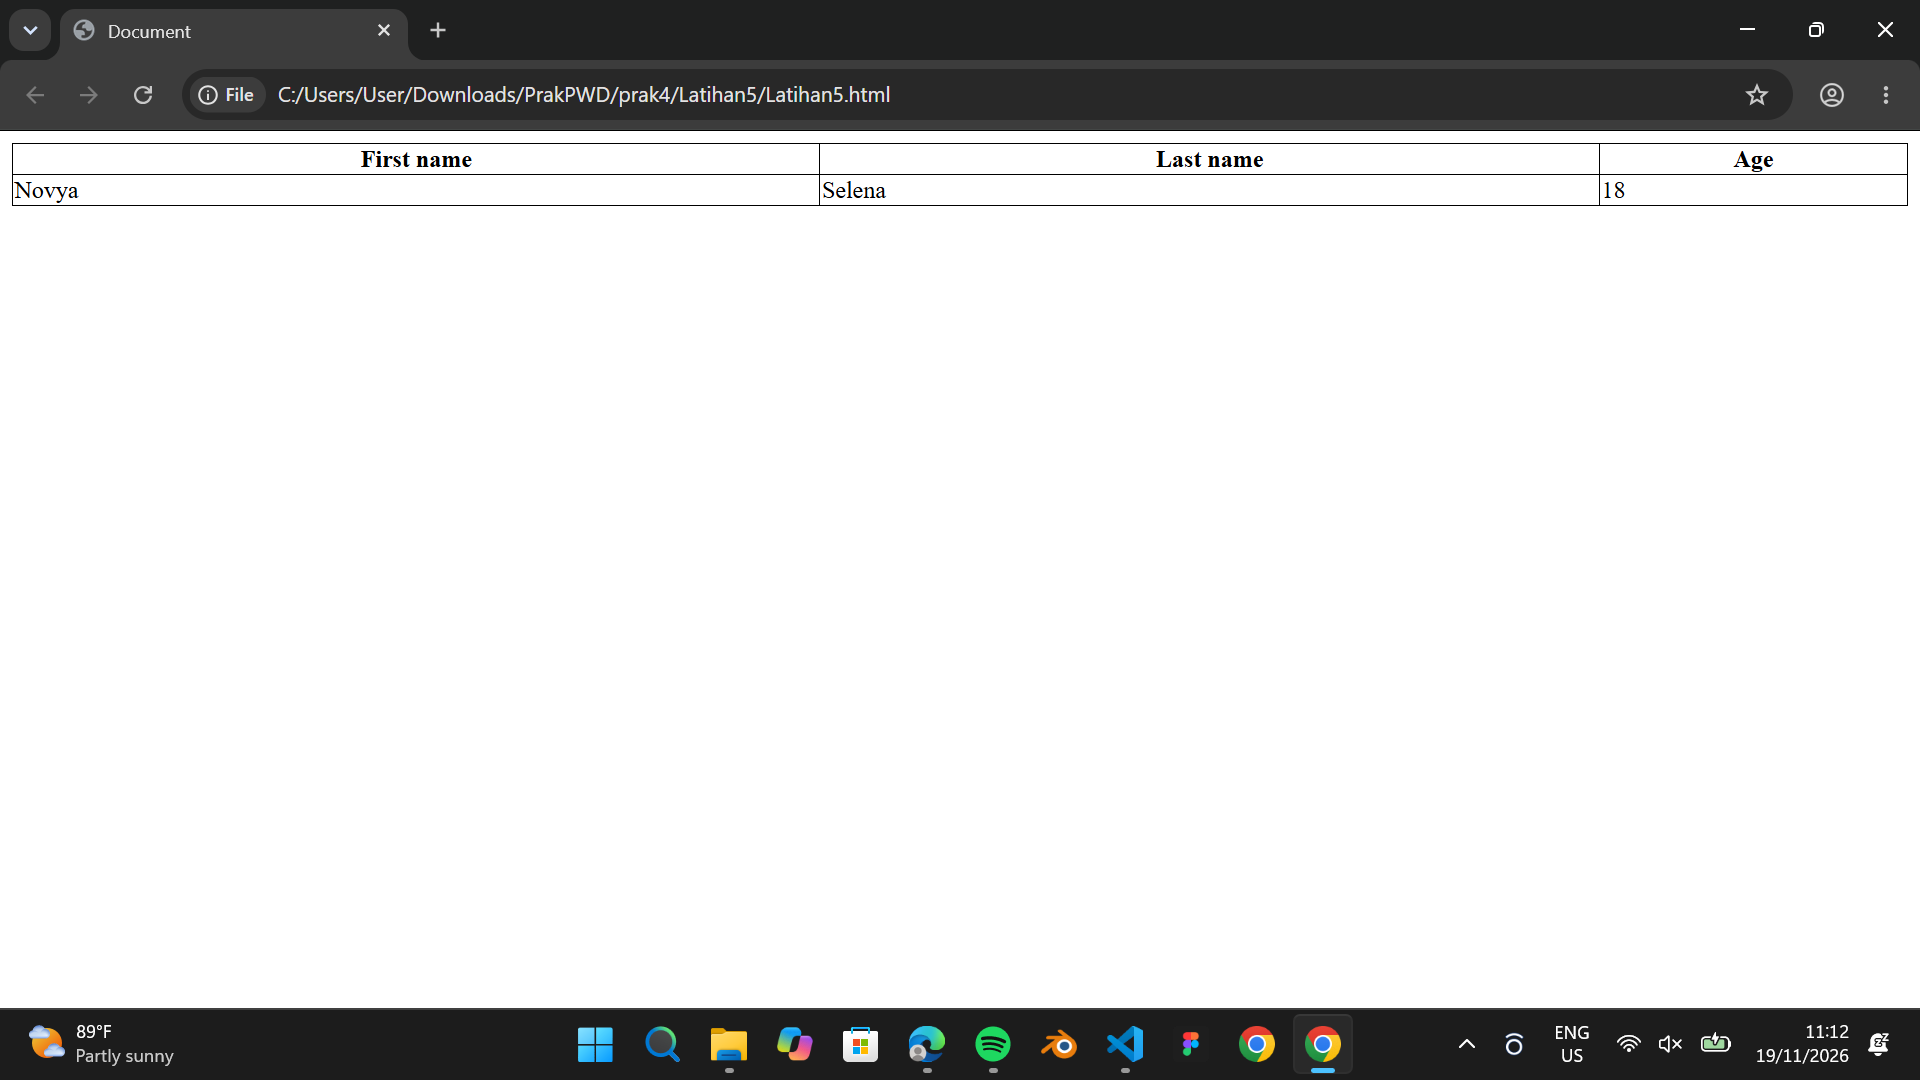 Document
File C:/Users/User/Downloads/PrakPWD/prak4/Latihan5/Latihan5.html
First name Last name Age
Novya Selena 18
89°F
Partly sunny
ENG
US
11:12
19/11/2026